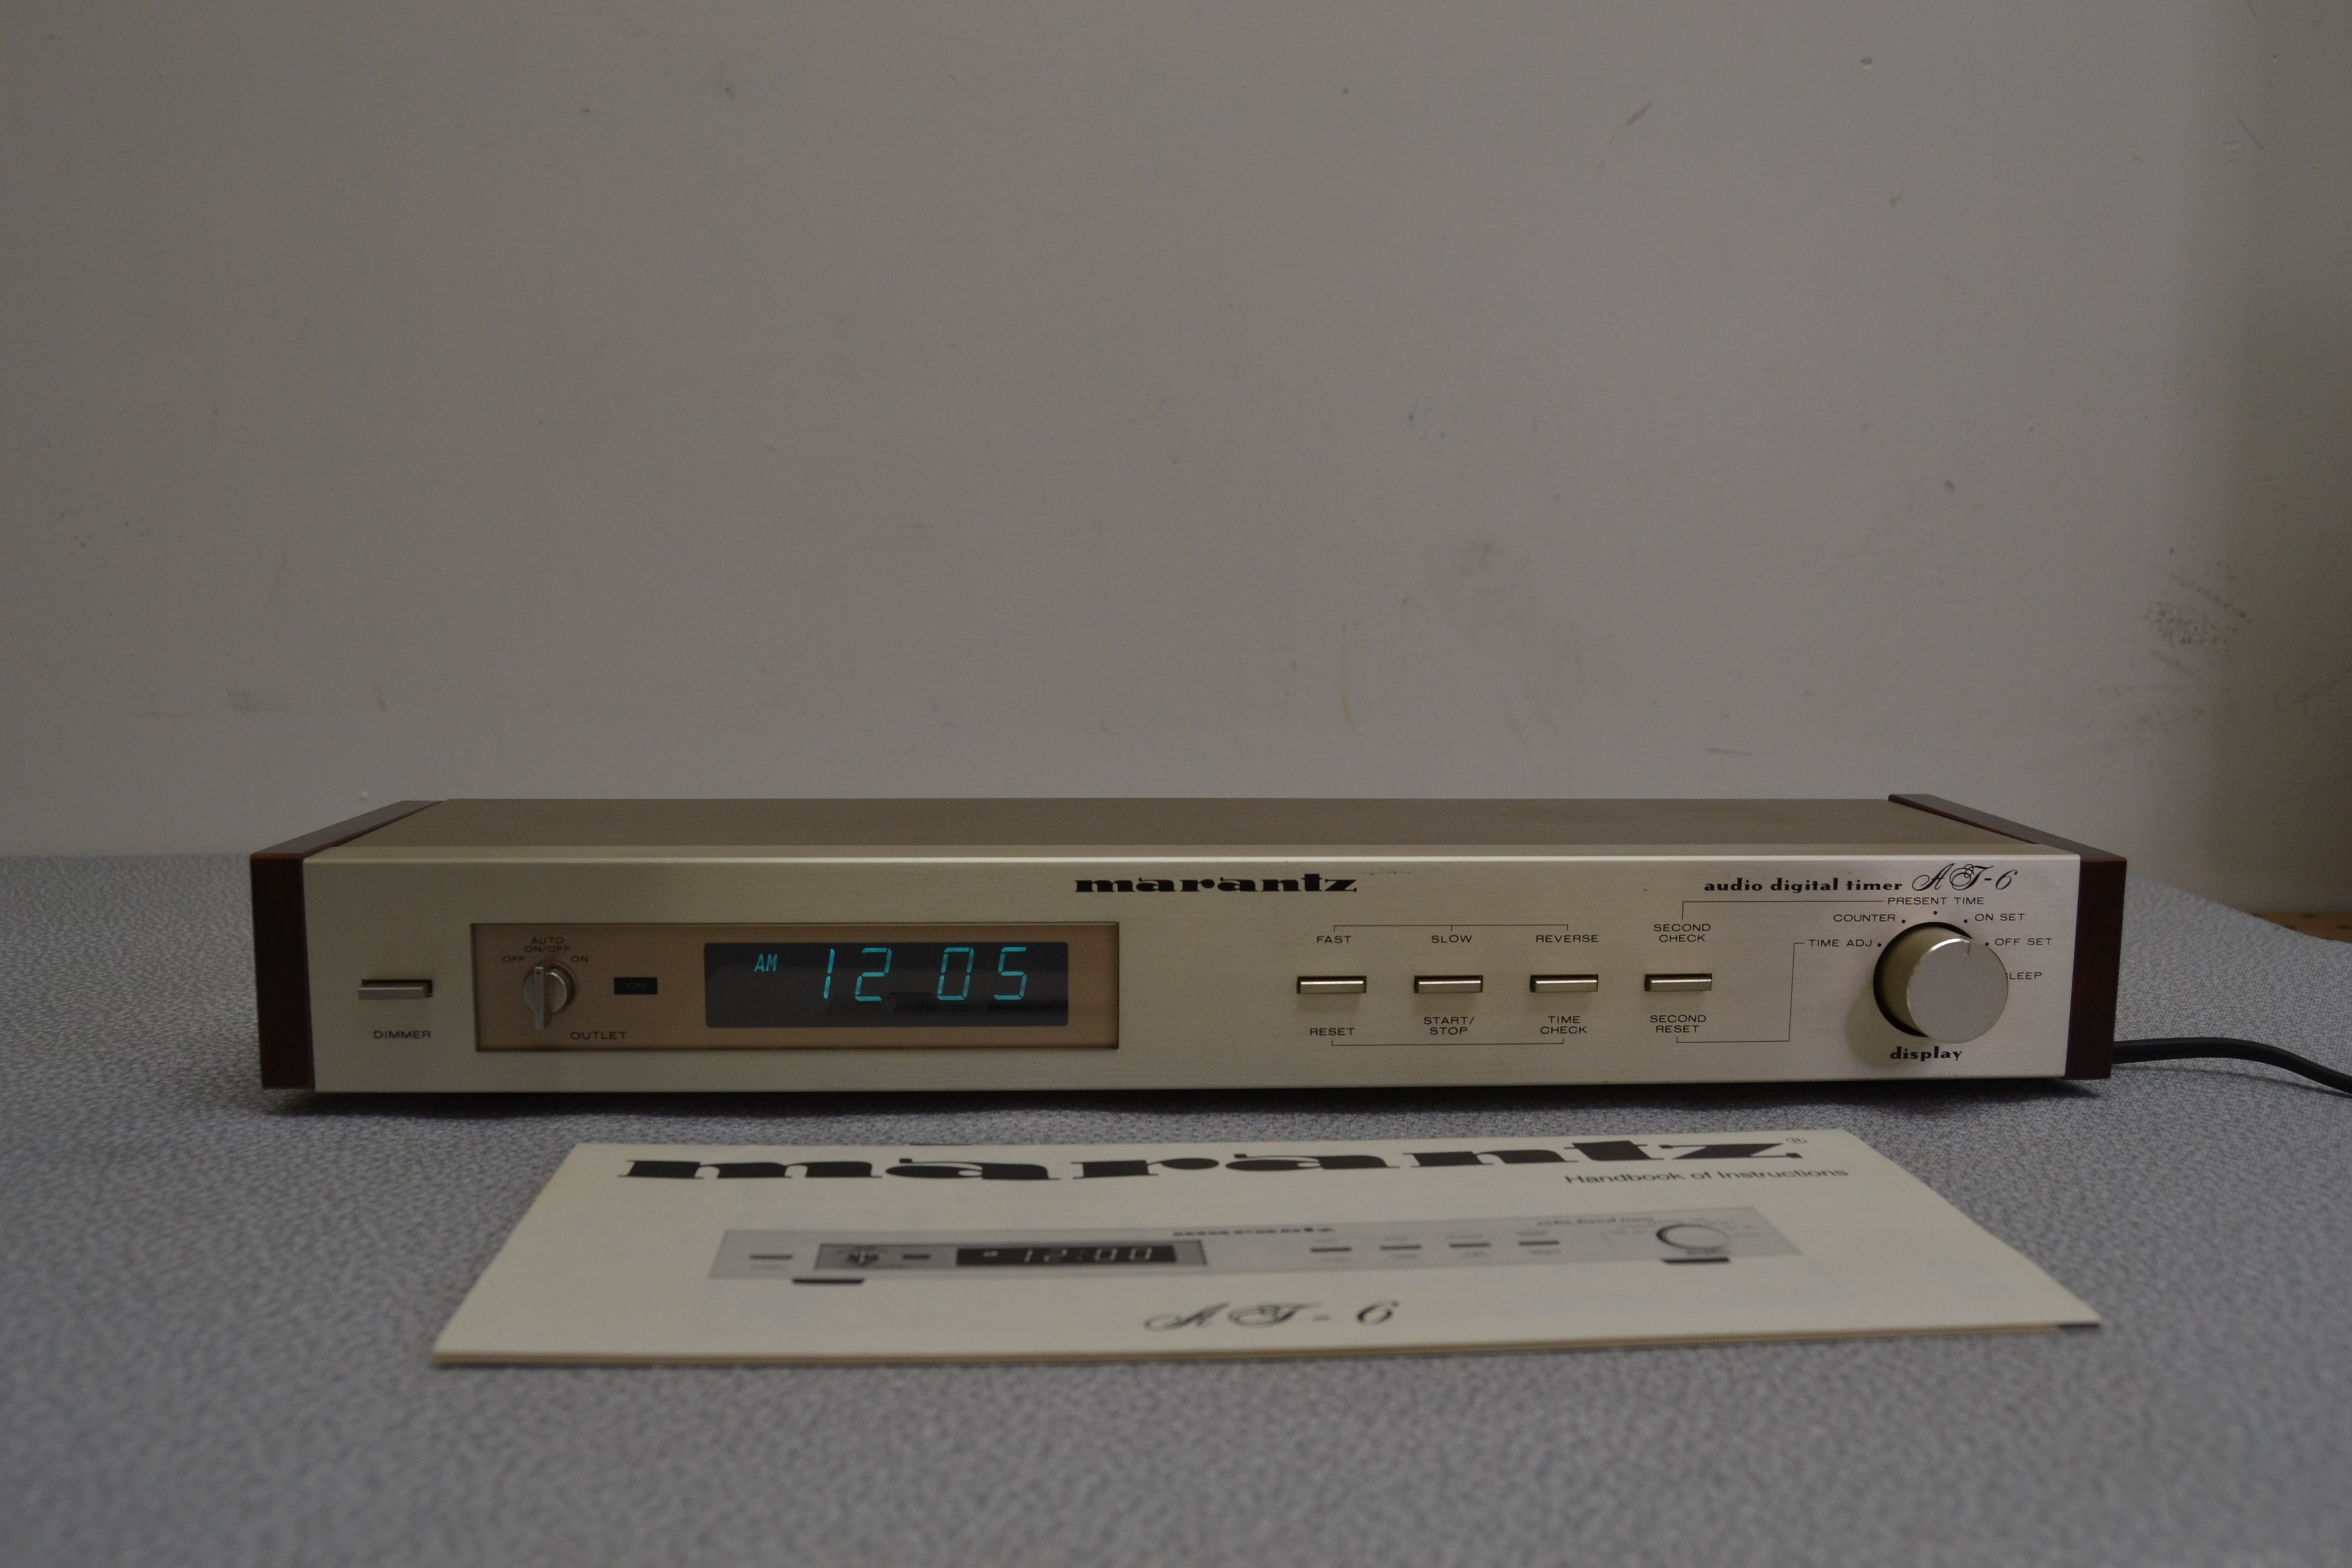 marantz
audio digital timer AT-6
PRESENT TIME
COUNTER
ON SET
TIME ADJ
OFF SET
LEEP
display
FAST
SLOW
REVERSE
SECOND
CHECK
RESET
START/
STOP
TIME
CHECK
SECOND
RESET
AUTO
ON/OFF
OFF
ON
ON
OUTLET
DIMMER
AM 12 05
marantz®
Handbook of Instructions
marantz
12:00
AT-6